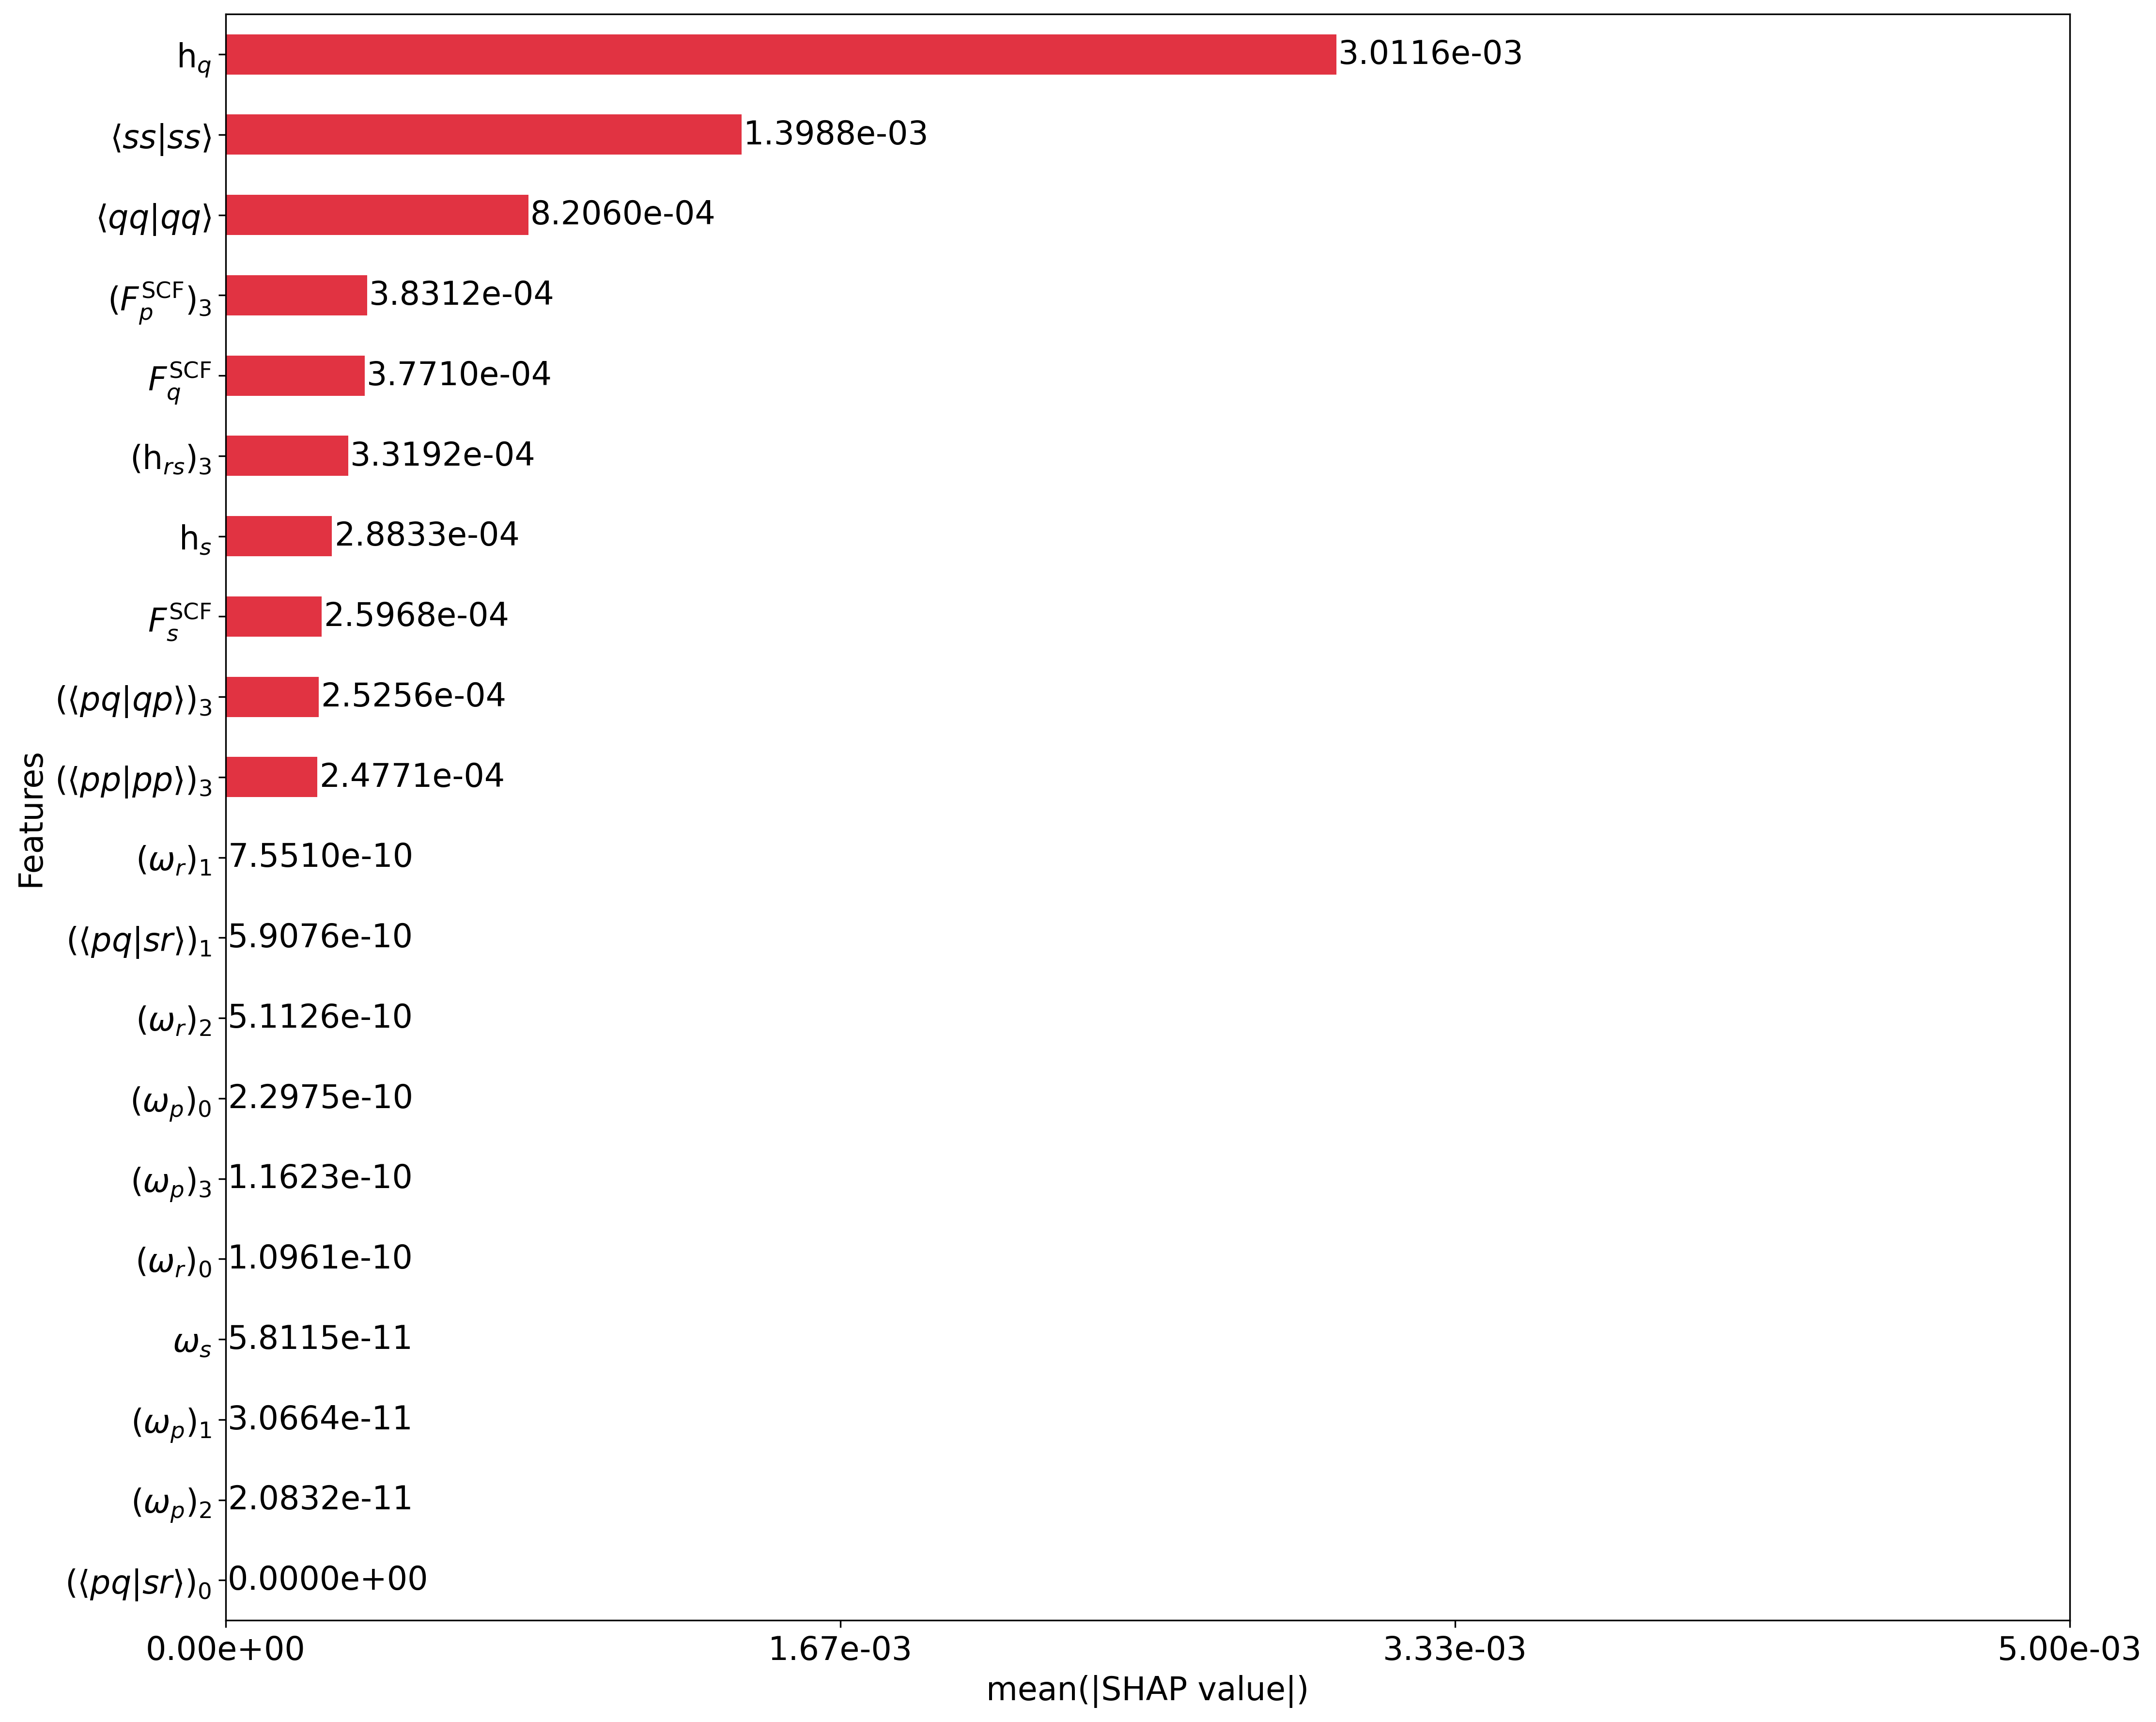 h_q 3.0116e-03
⟨ss|ss⟩ 1.3988e-03
⟨qq|qq⟩ 8.2060e-04
(F_p^SCF)_3 3.8312e-04
F_q^SCF 3.7710e-04
(h_rs)_3 3.3192e-04
h_s 2.8833e-04
F_s^SCF 2.5968e-04
(⟨pq|qp⟩)_3 2.5256e-04
(⟨pp|pp⟩)_3 2.4771e-04
(ω_r)_1 7.5510e-10
(⟨pq|sr⟩)_1 5.9076e-10
(ω_r)_2 5.1126e-10
(ω_p)_0 2.2975e-10
(ω_p)_3 1.1623e-10
(ω_r)_0 1.0961e-10
ω_s 5.8115e-11
(ω_p)_1 3.0664e-11
(ω_p)_2 2.0832e-11
(⟨pq|sr⟩)_0 0.0000e+00
Features
0.00e+00 1.67e-03 3.33e-03 5.00e-03
mean(|SHAP value|)